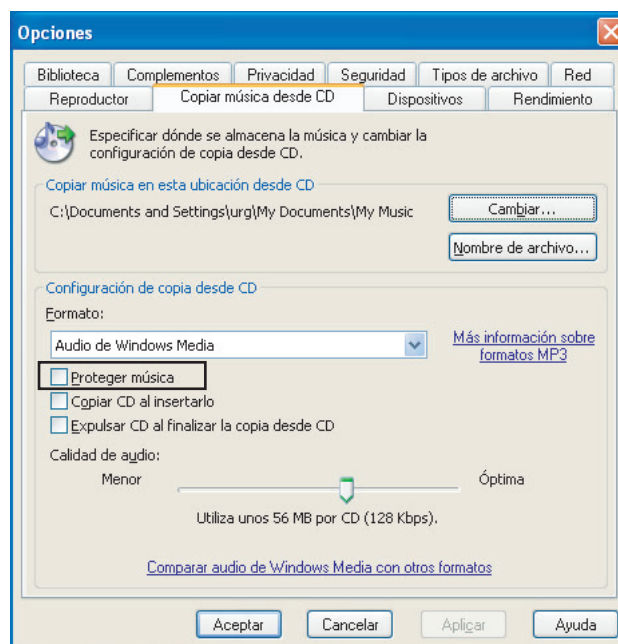 Opciones
Biblioteca Complementos Privacidad Seguridad Tipos de archivo Red
Reproductor Copiar música desde CD Dispositivos Rendimiento
Especificar dónde se almacena la música y cambiar la
configuración de copia desde CD.
Copiar música en esta ubicación desde CD
C:\Documents and Settings\urg\My Documents\My Music Cambiar...
Nombre de archivo...
Configuración de copia desde CD
Formato:
Audio de Windows Media
Más información sobre
formatos MP3
Proteger música
Copiar CD al insertarlo
Expulsar CD al finalizar la copia desde CD
Calidad de audio:
Menor Óptima
Utiliza unos 56 MB por CD (128 Kbps).
Comparar audio de Windows Media con otros formatos
Aceptar Cancelar Aplicar Ayuda